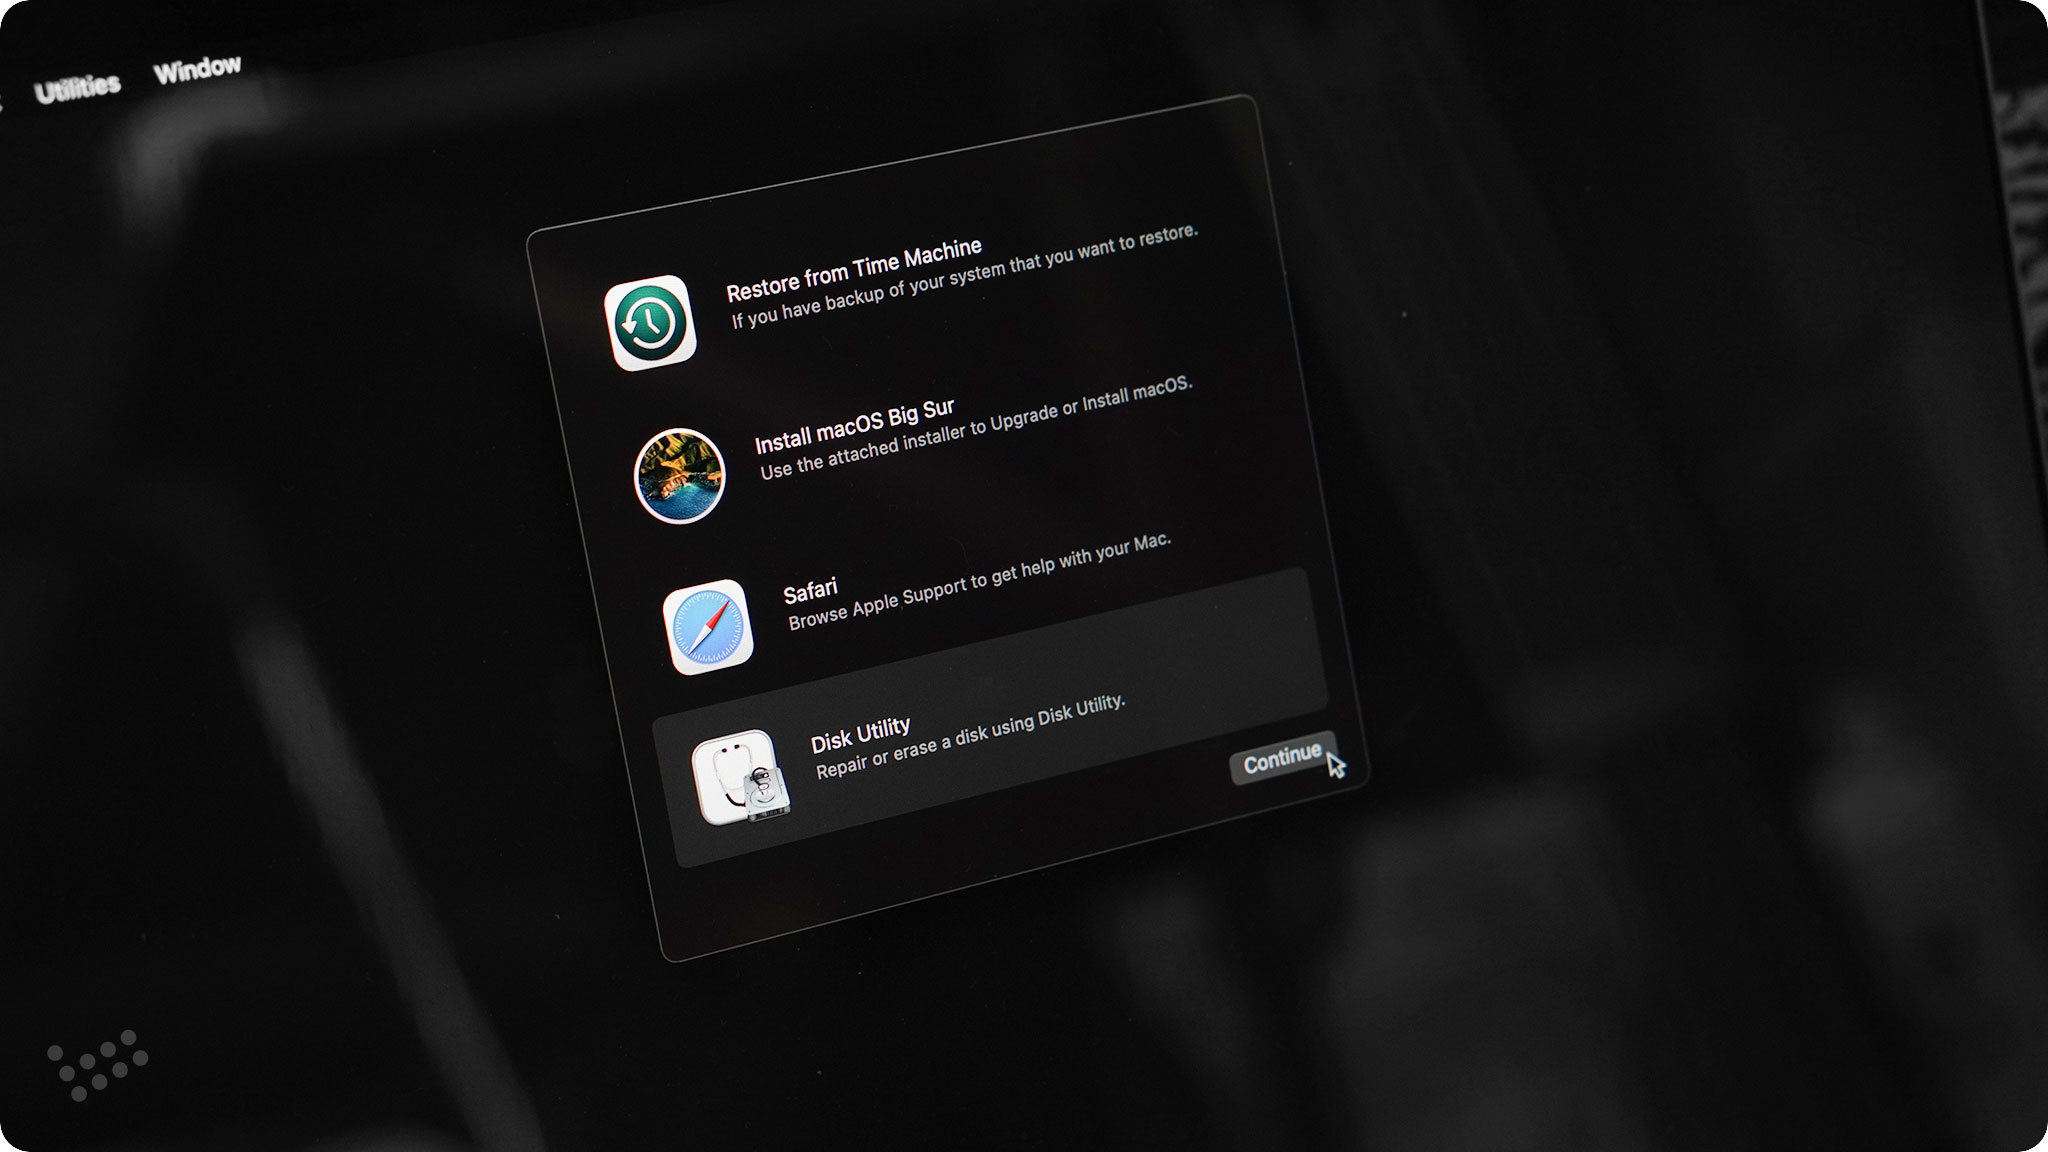 Utilities Window
Restore from Time Machine
If you have backup of your system that you want to restore.
Install macOS Big Sur
Use the attached installer to Upgrade or Install macOS.
Safari
Browse Apple Support to get help with your Mac.
Disk Utility
Repair or erase a disk using Disk Utility.
Continue